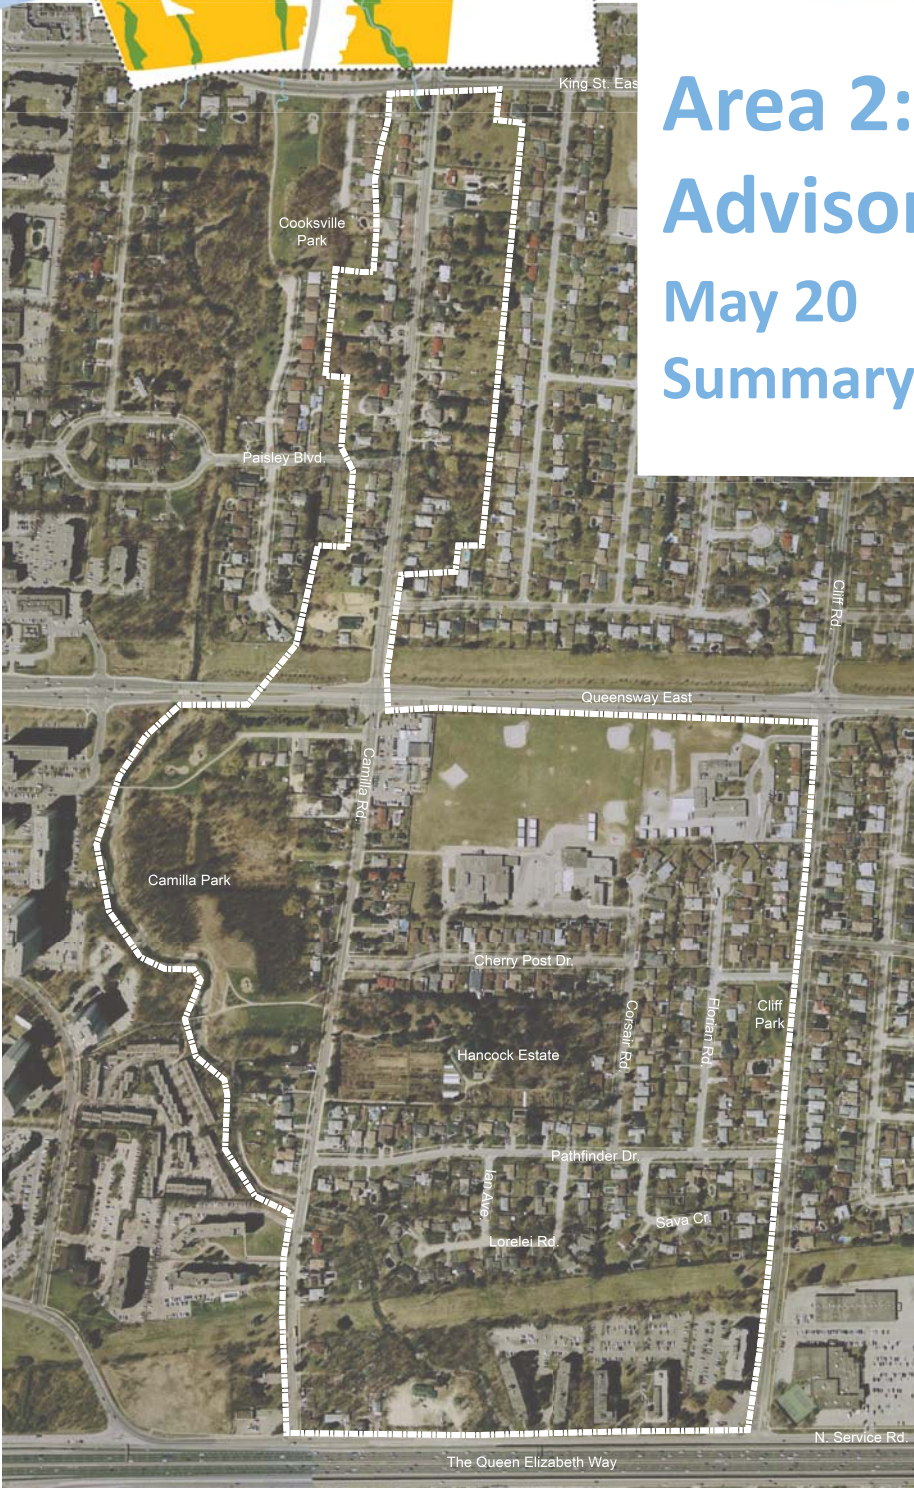 King St. Eas
Area 2:
Advisor
May 20
Summary
Cooksville
Park
Paisley Blvd.
Cliff Rd.
Queensway East
Camilla Rd.
Camilla Park
Cherry Post Dr.
Corsair Rd.
Florian Rd.
Cliff
Park
Hancock Estate
Pathfinder Dr.
Ian Ave.
Sava Cr
Lorelei Rd.
N. Service Rd.
The Queen Elizabeth Way